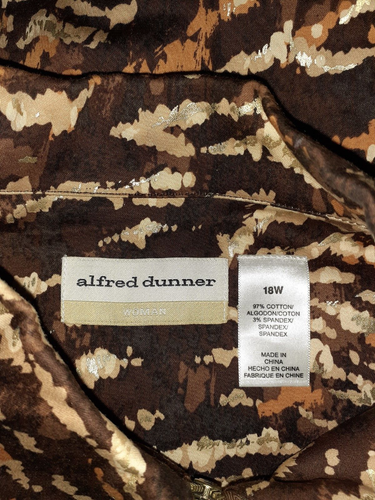 alfred dunner
WOMAN
18W
97% COTTON/
ALGODON/COTON
3% SPANDEX/
SPANDEX/
SPANDEX
MADE IN
CHINA
HECHO EN CHINA
FABRIQUE EN CHINE